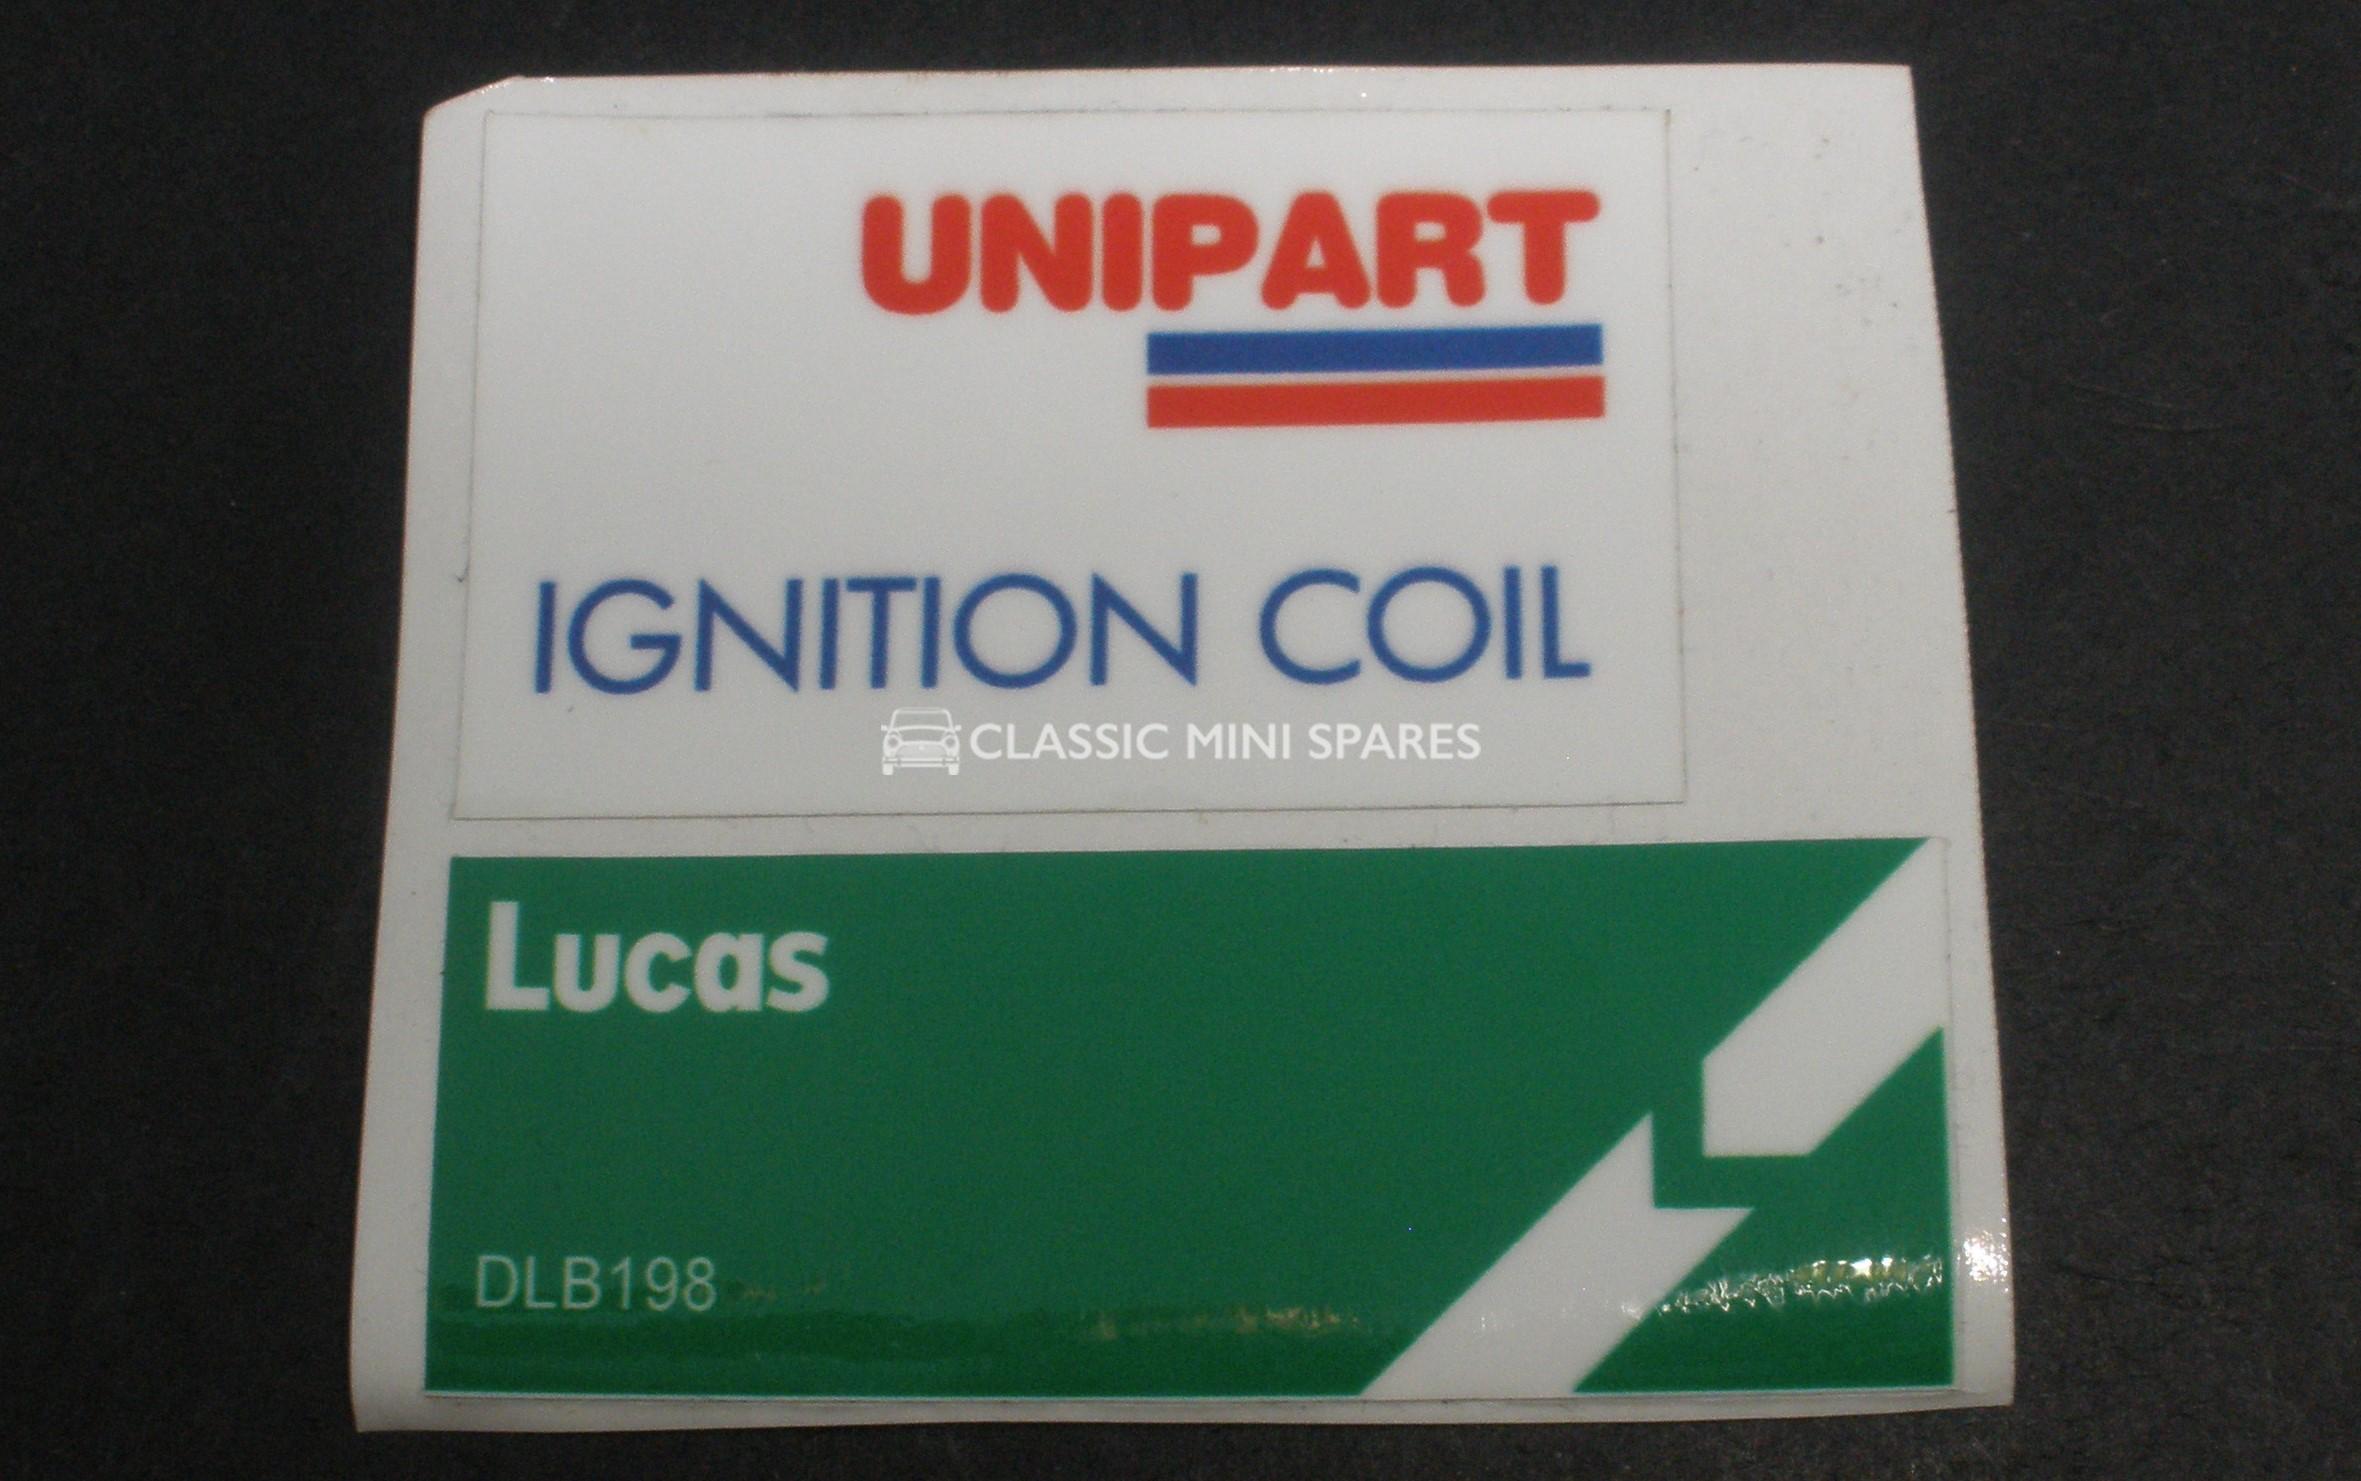 UNIPART
IGNITION COIL
CLASSIC MINI SPARES
Lucas
DLB198